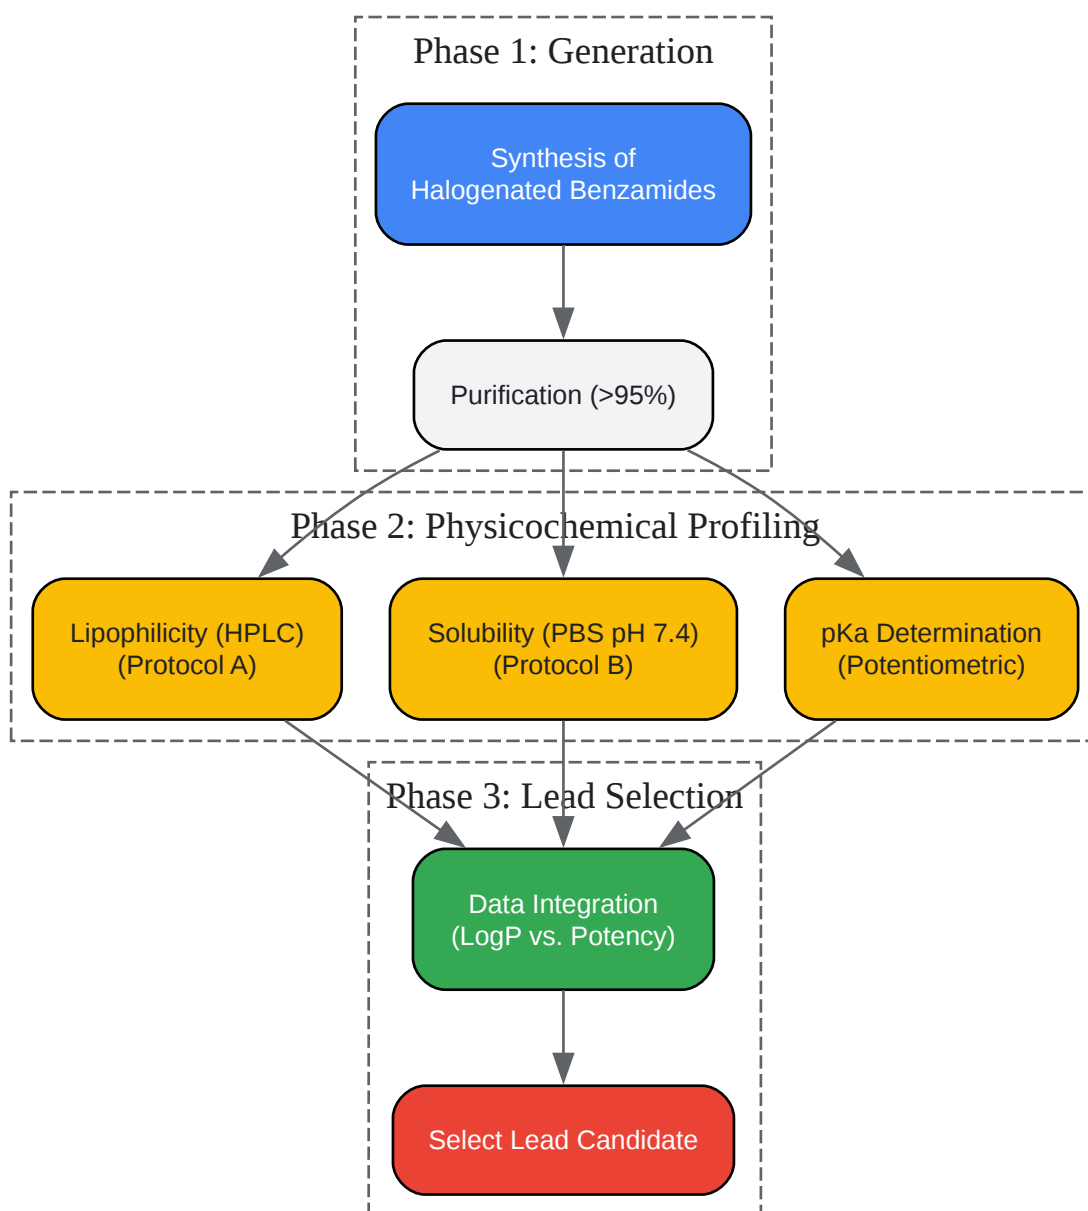 Phase 1: Generation
Synthesis of
Halogenated Benzamides
Purification (>95%)
Phase 2: Physicochemical Profiling
Lipophilicity (HPLC)
(Protocol A)
Solubility (PBS pH 7.4)
(Protocol B)
pKa Determination
(Potentiometric)
Phase 3: Lead Selection
Data Integration
(LogP vs. Potency)
Select Lead Candidate